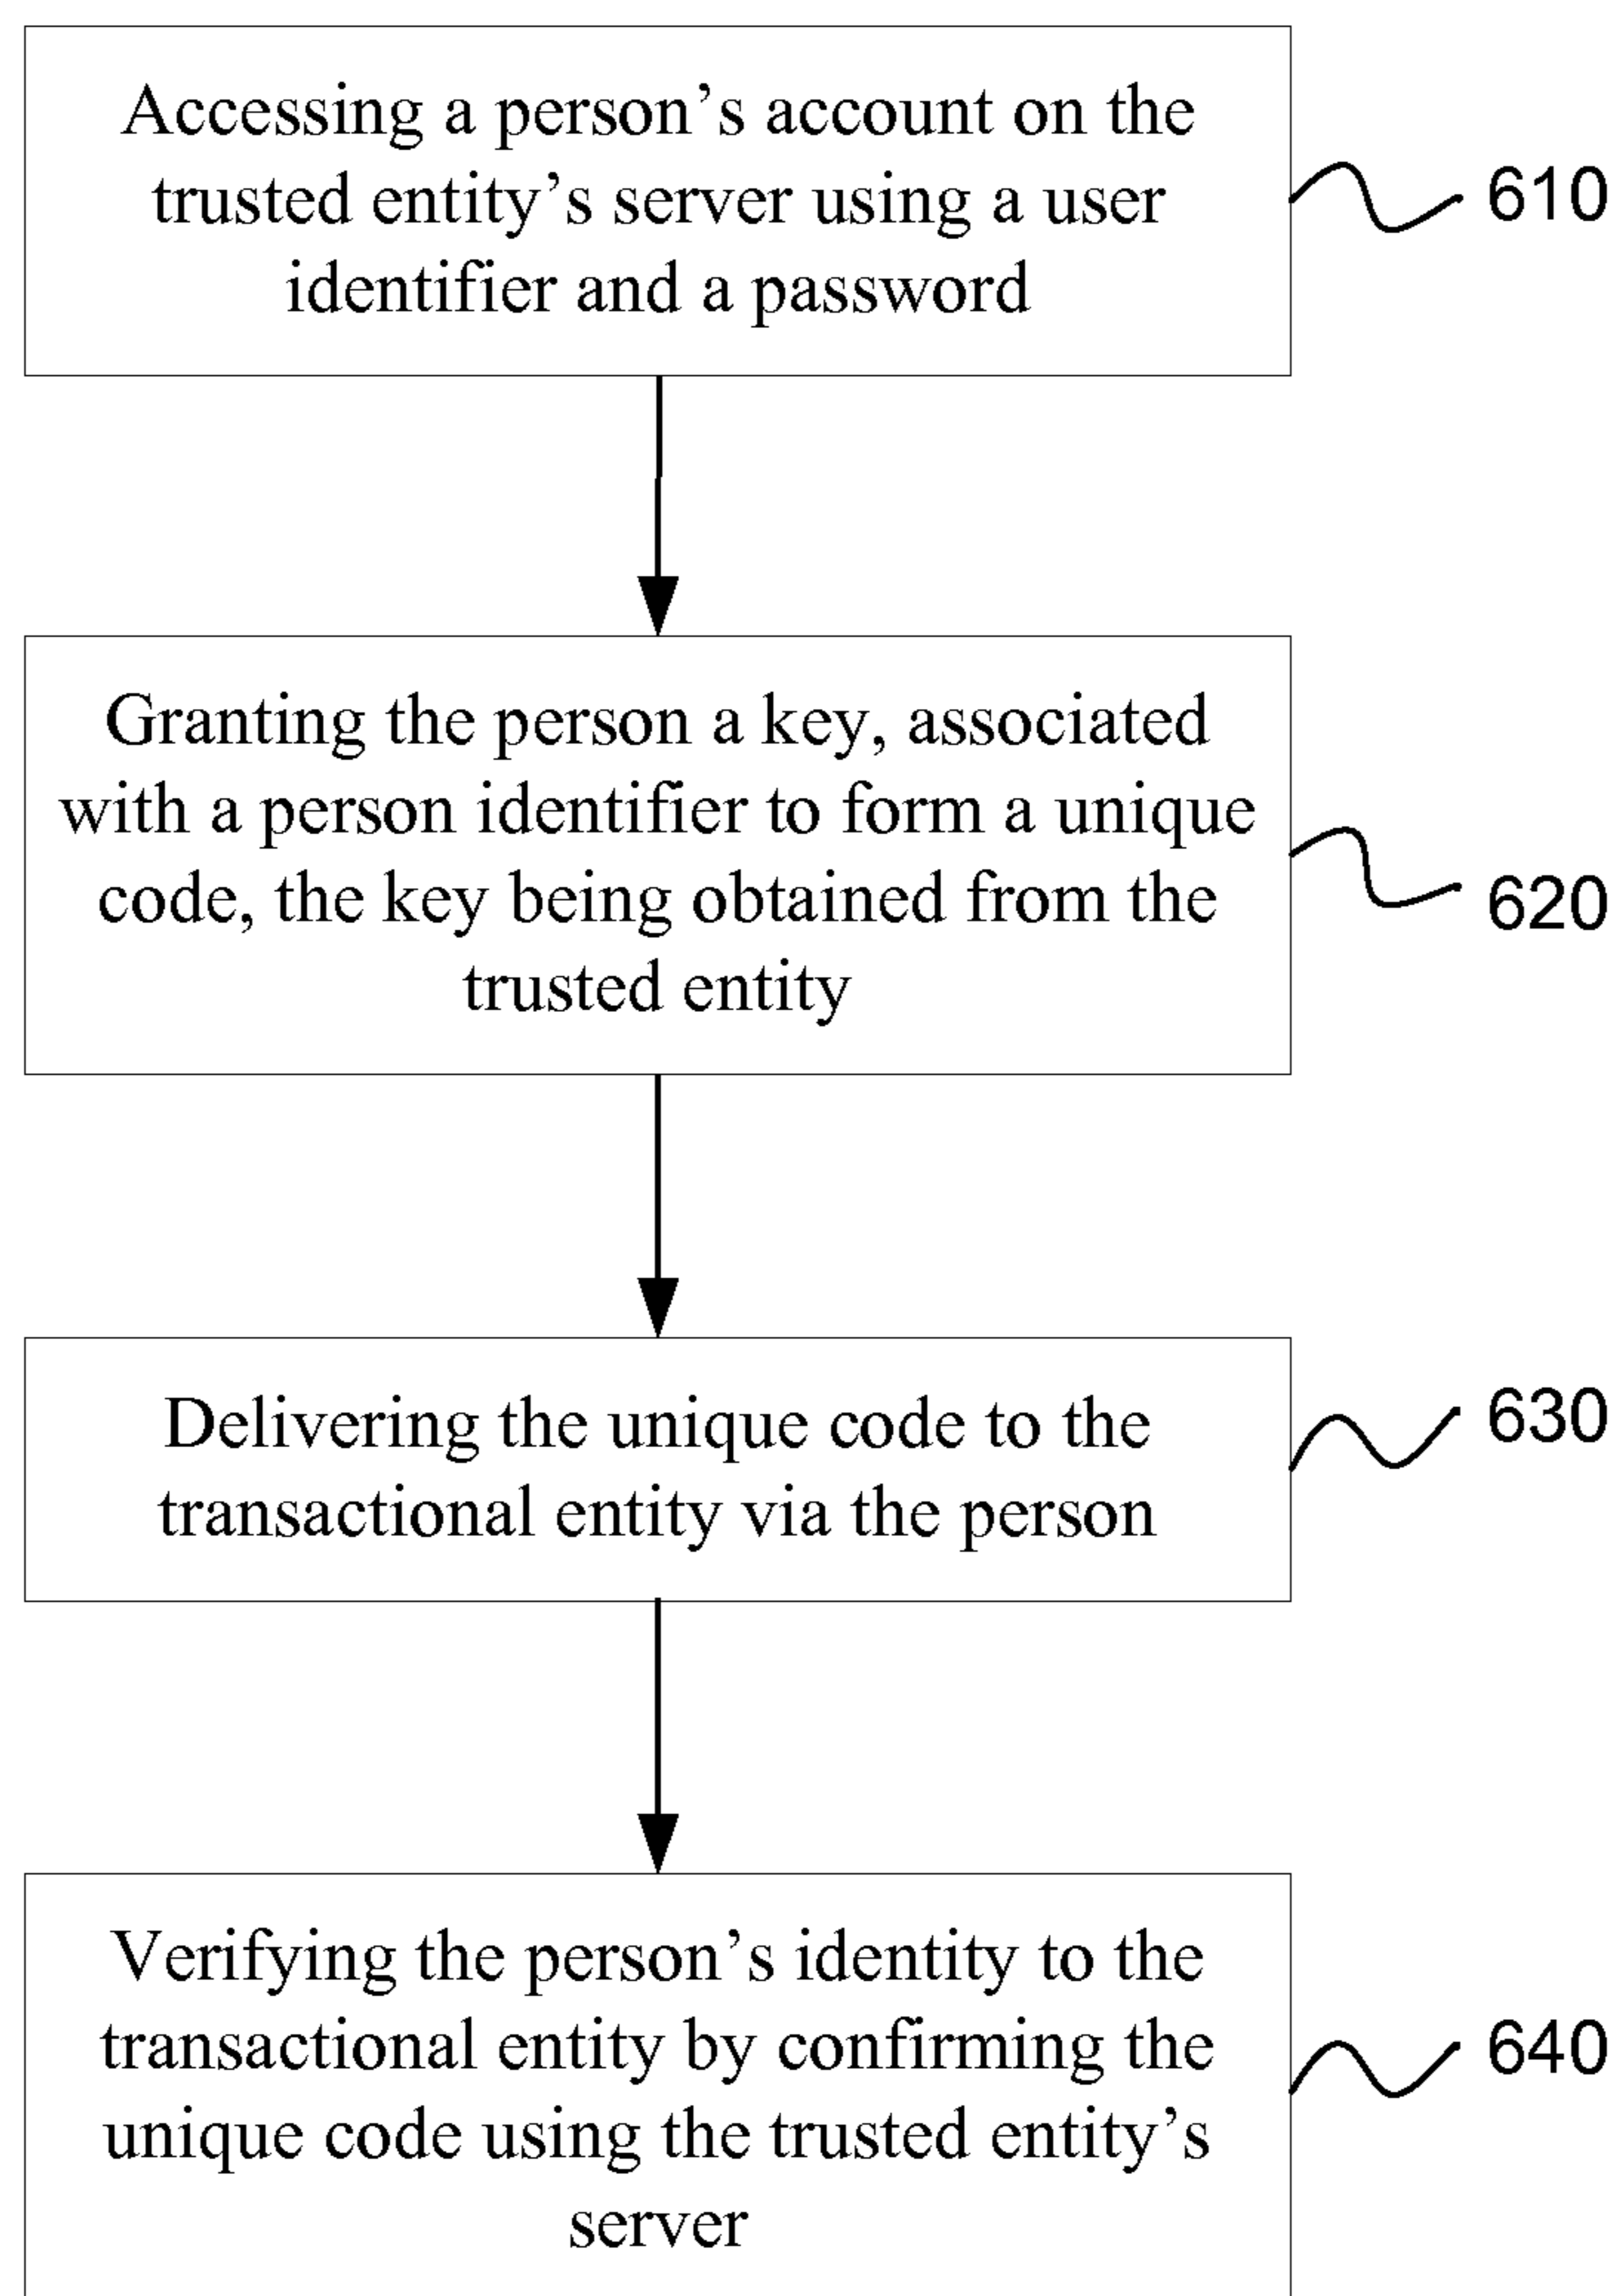 Accessing a person’s account on the
trusted entity’s server using a user
identifier and a password
610
Granting the person a key, associated
with a person identifier to form a unique
code, the key being obtained from the
trusted entity
620
Delivering the unique code to the
transactional entity via the person
630
Verifying the person’s identity to the
transactional entity by confirming the
unique code using the trusted entity’s
server
640